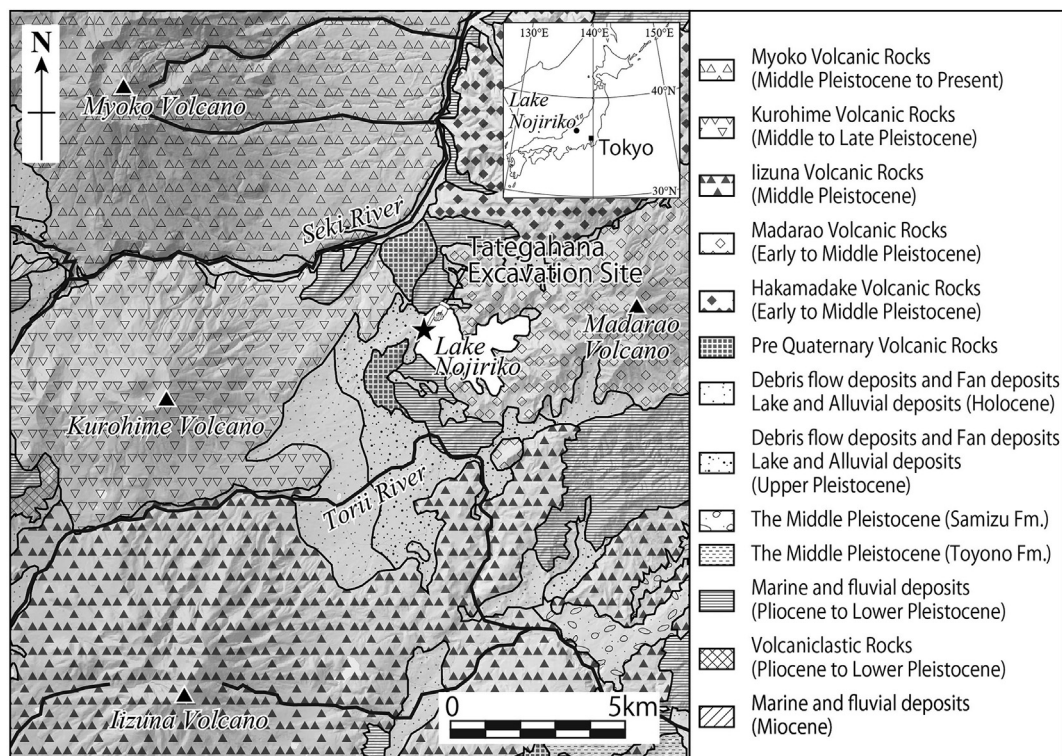 N
Myoko Volcano
Seki River
130°E
140°E
150°E
40°N
30°N
Lake
Nojiriko
Tokyo
Tategahana
Excavation Site
Madarao
Volcano
Lake
Nojiriko
Kurohime Volcano
Torii River
Iizuna Volcano
0
5km
Myoko Volcanic Rocks
(Middle Pleistocene to Present)
Kurohime Volcanic Rocks
(Middle to Late Pleistocene)
Iizuna Volcanic Rocks
(Middle Pleistocene)
Madarao Volcanic Rocks
(Early to Middle Pleistocene)
Hakamadake Volcanic Rocks
(Early to Middle Pleistocene)
Pre Quaternary Volcanic Rocks
Debris flow deposits and Fan deposits
Lake and Alluvial deposits (Holocene)
Debris flow deposits and Fan deposits
Lake and Alluvial deposits
(Upper Pleistocene)
The Middle Pleistocene (Samizu Fm.)
The Middle Pleistocene (Toyono Fm.)
Marine and fluvial deposits
(Pliocene to Lower Pleistocene)
Volcaniclastic Rocks
(Pliocene to Lower Pleistocene)
Marine and fluvial deposits
(Miocene)